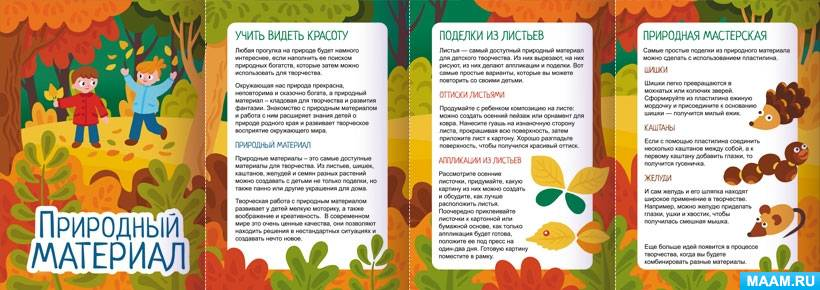 ПРИРОДНЫЙ
МАТЕРИАЛ
УЧИТЬ ВИДЕТЬ КРАСОТУ
Любая прогулка на природе будет намного
интереснее, если наполнить ее поиском
природных богатств, которые затем можно
использовать для творчества.
Окружающая нас природа прекрасна,
неповторима и сказочно богата, а природный
материал – кладовая для творчества и развития
фантазии. Знакомство с природным материалом
и работа с ним расширяет знания детей о
природе родного края и развивает творческое
восприятие окружающего мира.
ПРИРОДНЫЙ МАТЕРИАЛ
Природные материалы – это самые доступные
материалы для творчества. Из листьев, шишек,
каштанов, желудей и семян разных растений
можно создавать с детьми не только поделки, но
также панно или другие украшения для дома.
Творческая работа с природным материалом
развивает у детей мелкую моторику, а также
воображение и креативность. В современном
мире это очень ценные качества, они позволяют
находить решения в нестандартных ситуациях и
создавать нечто новое.
ПОДЕЛКИ ИЗ ЛИСТЬЕВ
Листья — самый доступный природный материал
для детского творчества. Из них вырезают, на них
рисуют, из них делают аппликации и поделки. Вот
самые простые варианты, которые вы можете
повторить со своими детьми.
ОТТИСКИ ЛИСТЬЯМИ
Продумайте с ребенком композицию на листе:
можно создать осенний пейзаж или орнамент для
ковра. Нанесите гуашь на изнаночную сторону
листа, прокрашивая всю поверхность, затем
приложите лист к картону. Хорошо разгладьте
поверхность, чтобы получился красивый оттиск.
АППЛИКАЦИИ ИЗ ЛИСТЬЕВ
Рассмотрите осенние
листочки, придумайте, какую
картину из них можно создать
и обсудите, как лучше
расположить листья.
Поочередно приклеивайте
листочки к картонной или
бумажной основе, как только
аппликация будет готова,
положите ее под пресс на
один-два дня. Готовую картину
поместите в рамку.
ПРИРОДНАЯ МАСТЕРСКАЯ
Самые простые поделки из природного материала
можно сделать с использованием пластилина.
ШИШКИ
Шишки легко превращаются в
мохнатых или колючих зверей.
Сформируйте из пластилина ежиную
мордочку и присоедините к основанию
шишки — получится милый ежик.
КАШТАНЫ
Если с помощью пластилина соединить
несколько каштанов между собой, а к
первому каштану добавить глазки, то
получится гусеничка.
ЖЕЛУДИ
И сам желудь и его шляпка находят
широкое применение в творчестве.
Например, можно желудю приделать
глазки, ушки и хвостик, чтобы
получилась смешная мышка.
Еще больше идей появится в процессе
творчества, когда вы будете
комбинировать разные материалы.
MAAM.RU